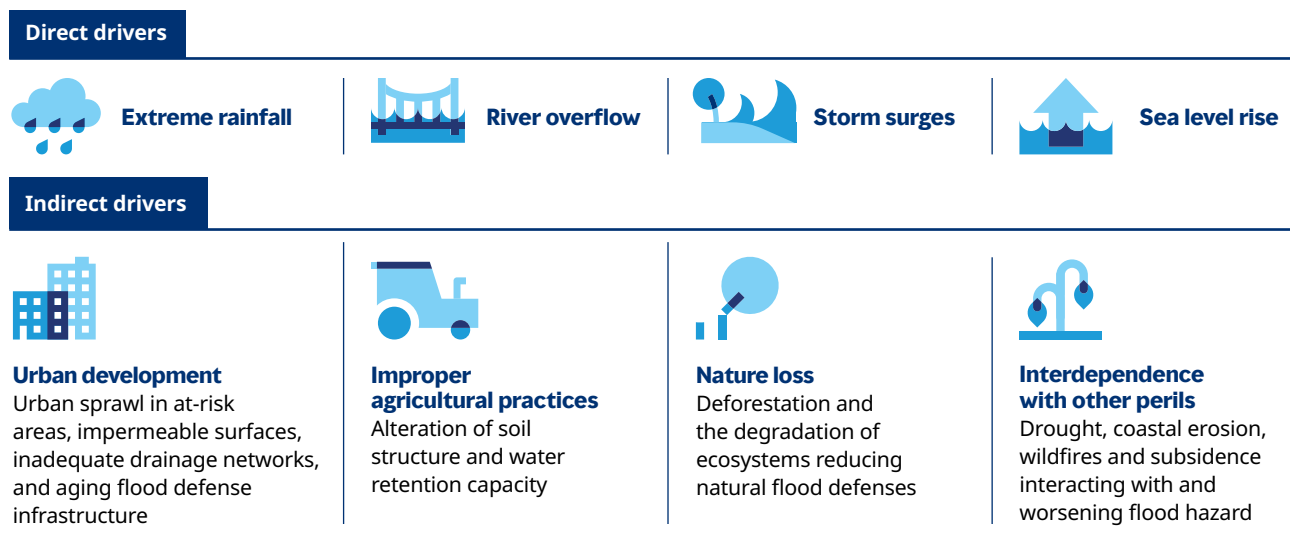 Direct drivers
Extreme rainfall
River overflow
Storm surges
Sea level rise
Indirect drivers
Urban development
Urban sprawl in at-risk
areas, impermeable surfaces,
inadequate drainage networks,
and aging flood defense
infrastructure
Improper
agricultural practices
Alteration of soil
structure and water
retention capacity
Nature loss
Deforestation and
the degradation of
ecosystems reducing
natural flood defenses
Interdependence
with other perils
Drought, coastal erosion,
wildfires and subsidence
interacting with and
worsening flood hazard